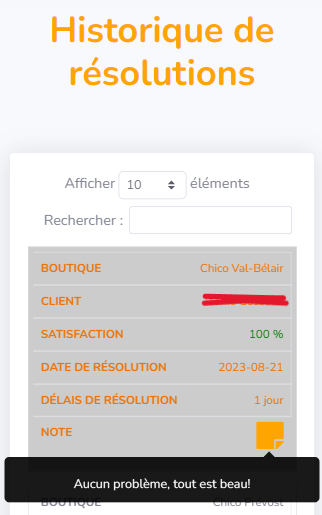 Historique de
résolutions
Afficher 10 éléments
Rechercher :
BOUTIQUE Chico Val-Bélair
CLIENT
SATISFACTION 100 %
DATE DE RÉSOLUTION 2023-08-21
DÉLAIS DE RÉSOLUTION 1 jour
NOTE
Aucun problème, tout est beau!
BOUTIQUE Chico Prévost